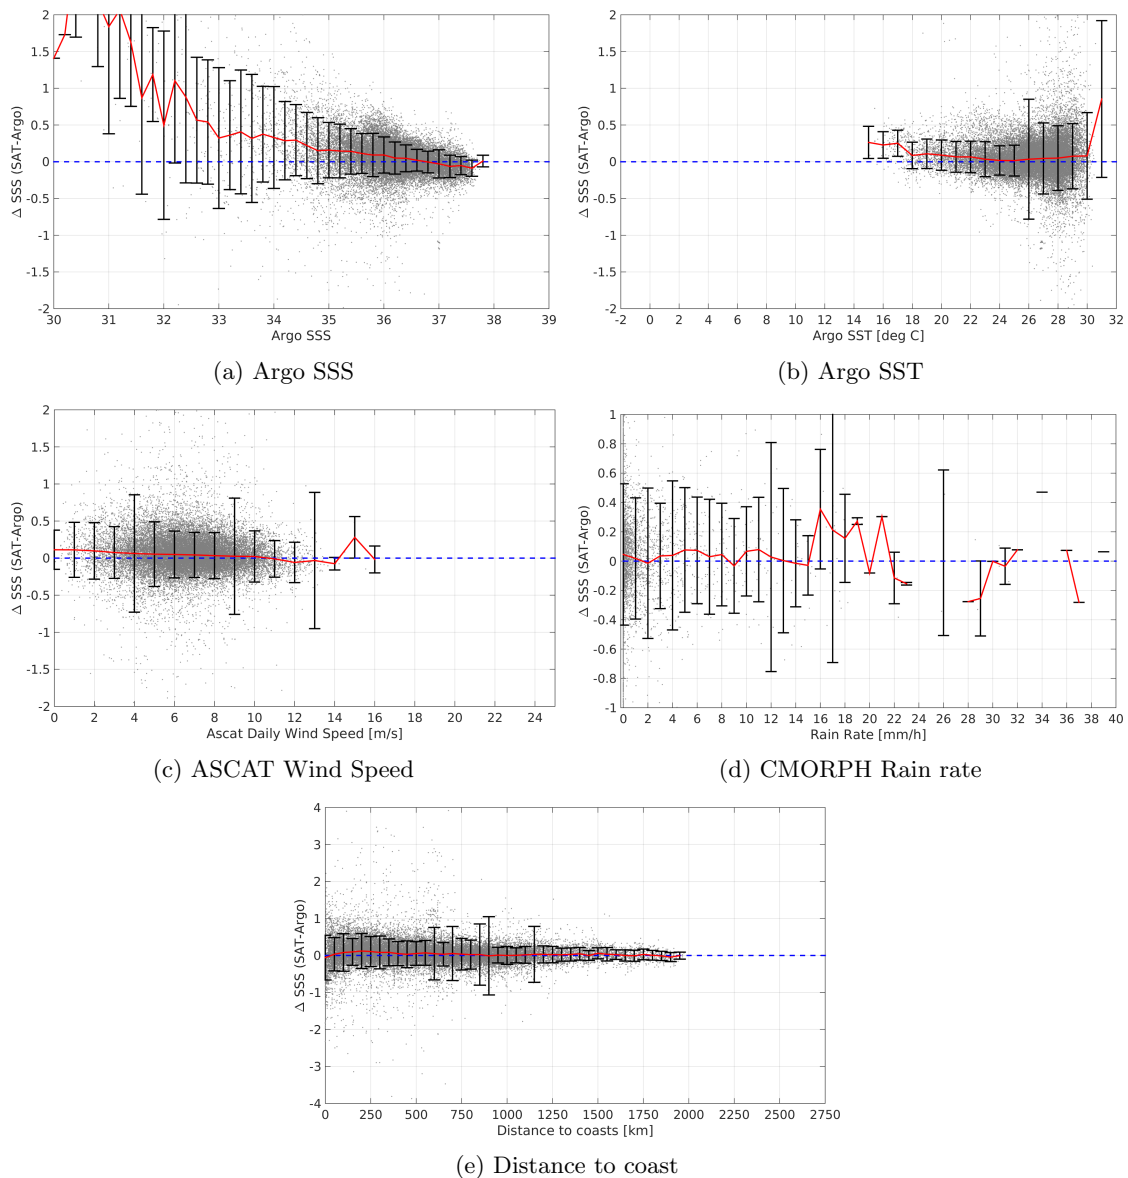 2
1.5
1
0.5
0
-0.5
-1
-1.5
-2
Δ SSS (SAT-Argo)
30 31 32 33 34 35 36 37 38 39
Argo SSS
(a) Argo SSS
2
1.5
1
0.5
0
-0.5
-1
-1.5
-2
Δ SSS (SAT-Argo)
-2 0 2 4 6 8 10 12 14 16 18 20 22 24 26 28 30 32
Argo SST [deg C]
(b) Argo SST
2
1.5
1
0.5
0
-0.5
-1
-1.5
-2
Δ SSS (SAT-Argo)
0 2 4 6 8 10 12 14 16 18 20 22 24
Ascat Daily Wind Speed [m/s]
(c) ASCAT Wind Speed
1
0.8
0.6
0.4
0.2
0
-0.2
-0.4
-0.6
-0.8
-1
Δ SSS (SAT-Argo)
0 2 4 6 8 10 12 14 16 18 20 22 24 26 28 30 32 34 36 38 40
Rain Rate [mm/h]
(d) CMORPH Rain rate
4
3
2
1
0
-1
-2
-3
-4
Δ SSS (SAT-Argo)
0 250 500 750 1000 1250 1500 1750 2000 2250 2500 2750
Distance to coasts [km]
(e) Distance to coast